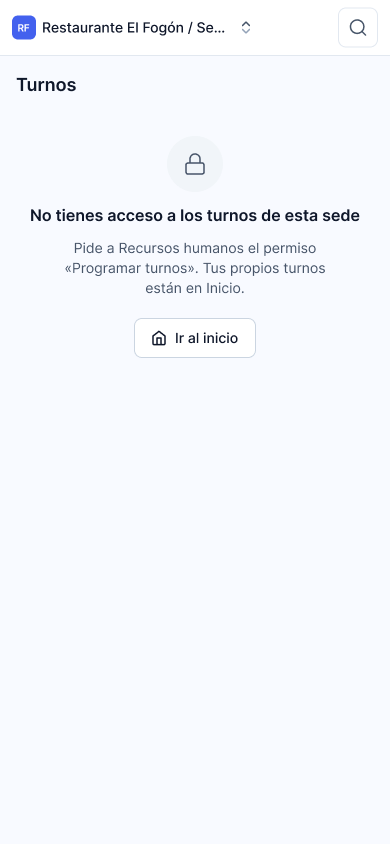 RF Restaurante El Fogón / Se...
Turnos
No tienes acceso a los turnos de esta sede
Pide a Recursos humanos el permiso
«Programar turnos». Tus propios turnos
están en Inicio.
Ir al inicio